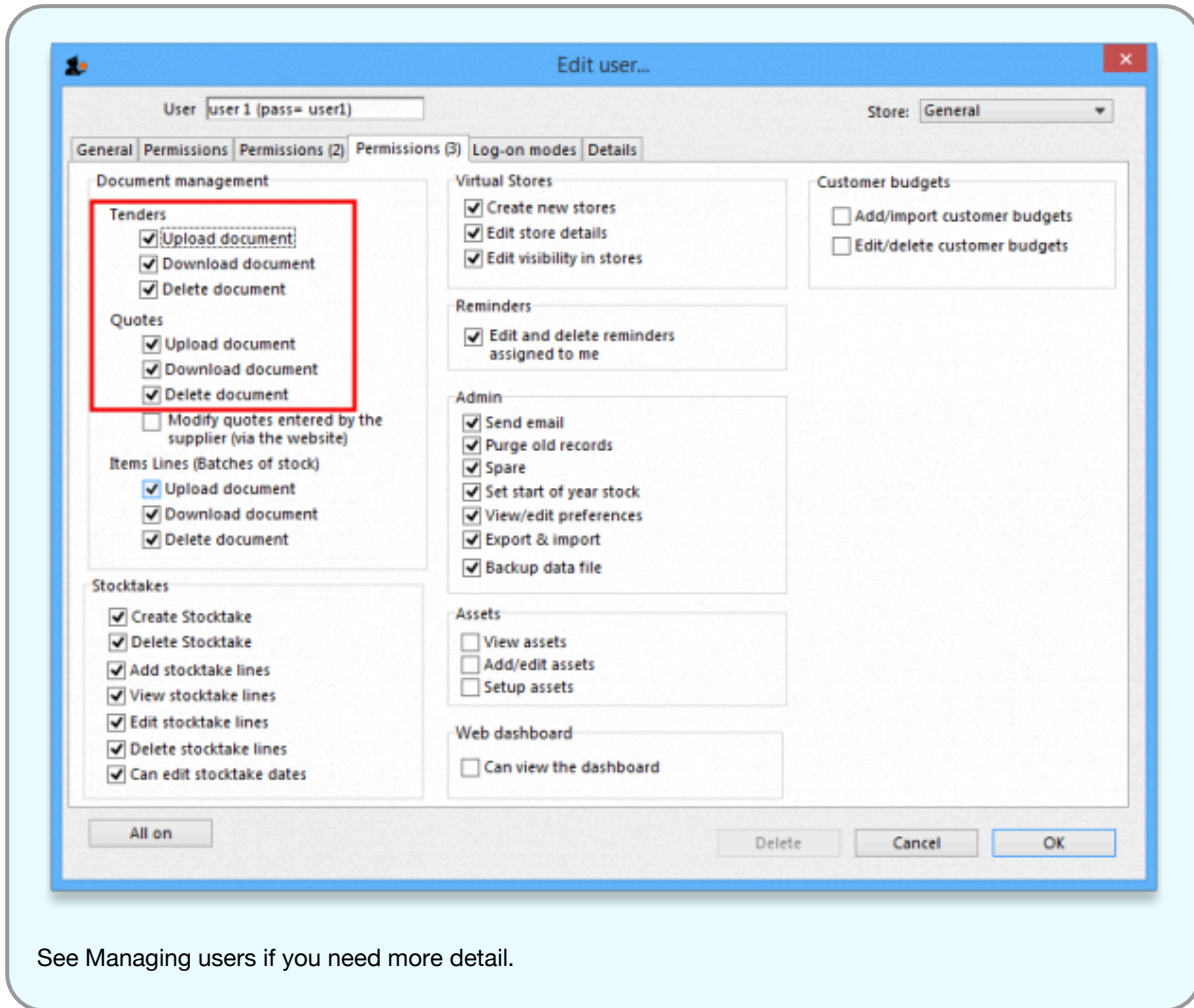 Edit user...
User user 1 (pass= user1)
Store: General
General Permissions Permissions (2) Permissions (3) Log-on modes Details
Document management
Tenders
Upload document
Download document
Delete document
Quotes
Upload document
Download document
Delete document
Modify quotes entered by the
supplier (via the website)
Items Lines (Batches of stock)
Upload document
Download document
Delete document
Stocktakes
Create Stocktake
Delete Stocktake
Add stocktake lines
View stocktake lines
Edit stocktake lines
Delete stocktake lines
Can edit stocktake dates
Virtual Stores
Create new stores
Edit store details
Edit visibility in stores
Reminders
Edit and delete reminders
assigned to me
Admin
Send email
Purge old records
Spare
Set start of year stock
View/edit preferences
Export & import
Backup data file
Assets
View assets
Add/edit assets
Setup assets
Web dashboard
Can view the dashboard
Customer budgets
Add/import customer budgets
Edit/delete customer budgets
All on
Delete Cancel OK
See Managing users if you need more detail.